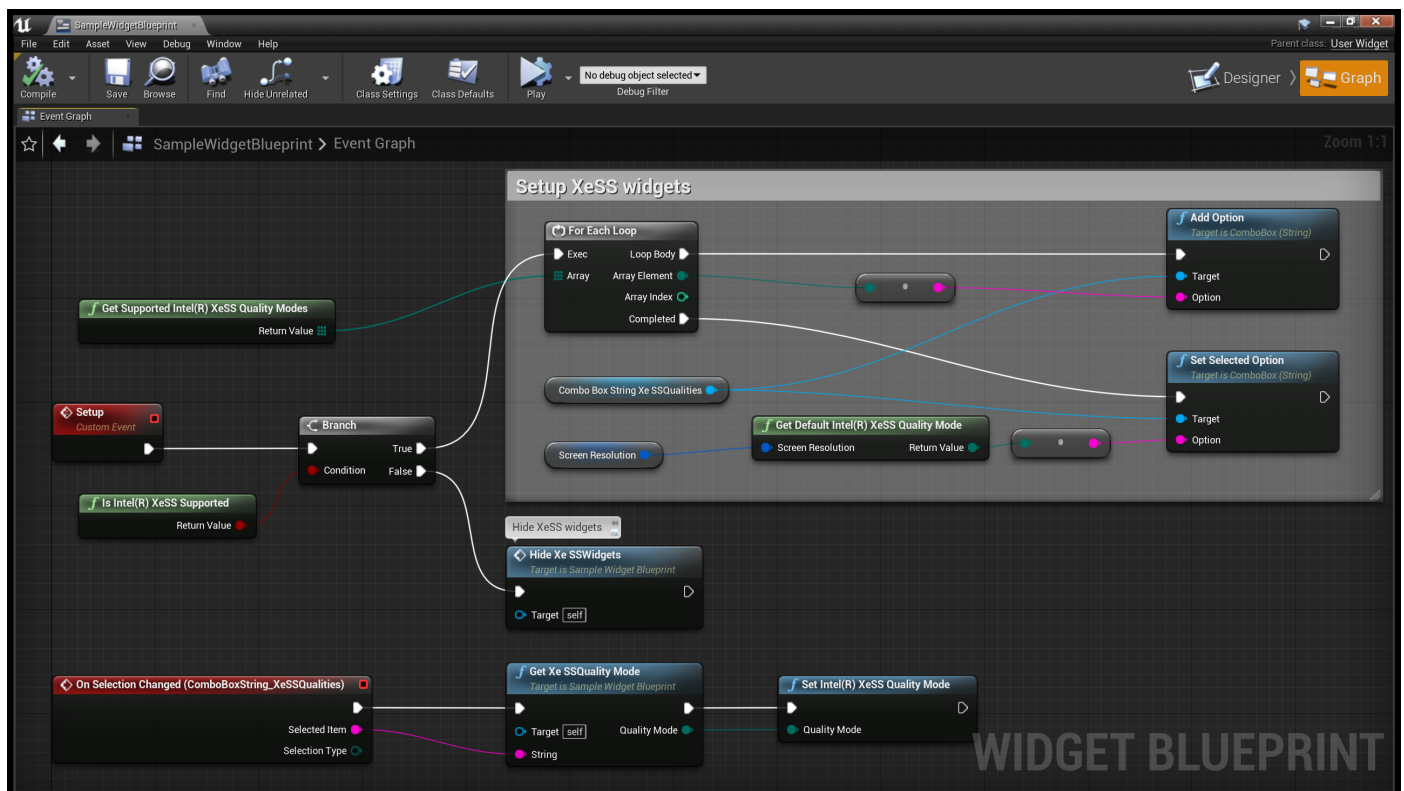 SampleWidgetBlueprint
File Edit Asset View Debug Window Help
Parent class: User Widget
Compile Save Browse Find Hide Unrelated Class Settings Class Defaults Play
No debug object selected
Debug Filter
Designer Graph
Event Graph
SampleWidgetBlueprint > Event Graph
Zoom 1:1
Setup XeSS widgets
For Each Loop
Exec Loop Body
Array Array Element
Array Index
Completed
Add Option
Target is ComboBox (String)
Target
Option
Get Supported Intel(R) XeSS Quality Modes
Return Value
Combo Box String Xe SSQualities
Set Selected Option
Target is ComboBox (String)
Target
Option
Screen Resolution
Get Default Intel(R) XeSS Quality Mode
Screen Resolution Return Value
Setup
Custom Event
Branch
True
Condition False
Is Intel(R) XeSS Supported
Return Value
Hide XeSS widgets
Hide Xe SSWidgets
Target is Sample Widget Blueprint
Target self
On Selection Changed (ComboBoxString_XeSSQualities)
Selected Item
Selection Type
Get Xe SSQuality Mode
Target is Sample Widget Blueprint
Target self Quality Mode
String
Set Intel(R) XeSS Quality Mode
Quality Mode
WIDGET BLUEPRINT